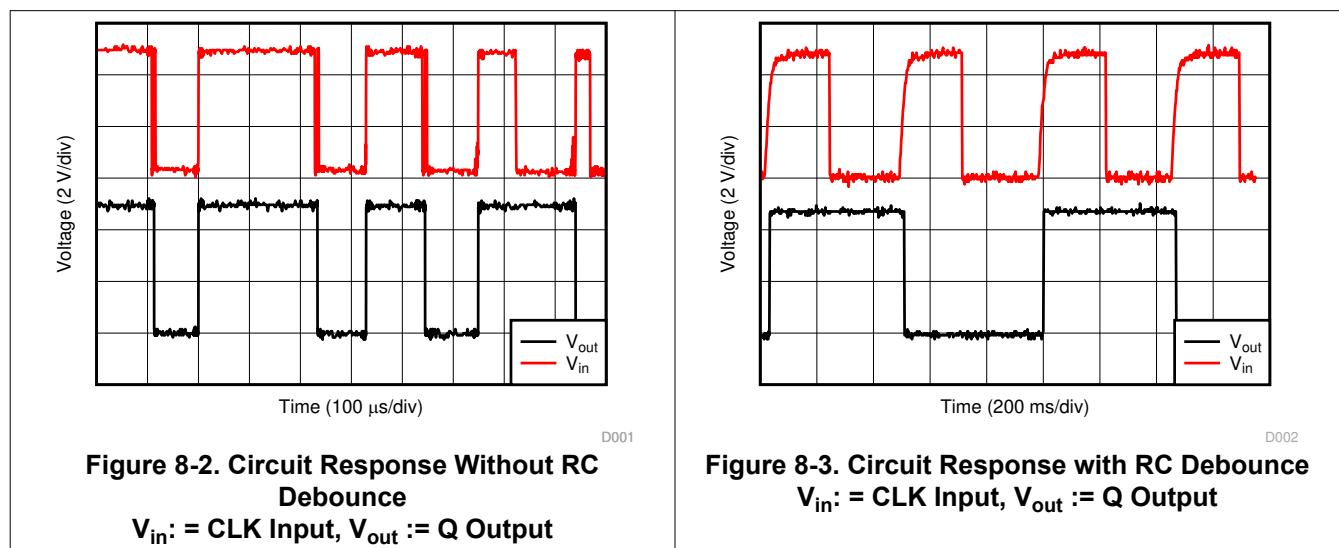 Voltage (2 V/div)
Vout
Vin
Time (100 μs/div)
D001
Figure 8-2. Circuit Response Without RC
Debounce
Vin: = CLK Input, Vout := Q Output
Voltage (2 V/div)
Vout
Vin
Time (200 ms/div)
D002
Figure 8-3. Circuit Response with RC Debounce
Vin: = CLK Input, Vout := Q Output